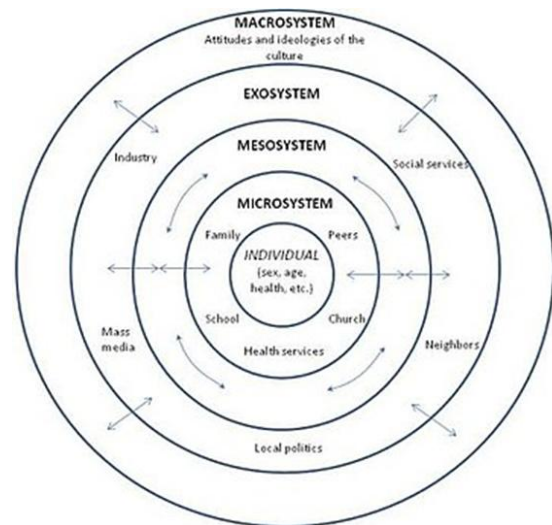 MACROSYSTEM
Attitudes and ideologies of the
culture
EXOSYSTEM
MESOSYSTEM
Industry
Social services
MICROSYSTEM
Family
Peers
INDIVIDUAL
(sex, age,
health, etc.)
School
Church
Mass
media
Health services
Neighbors
Local politics